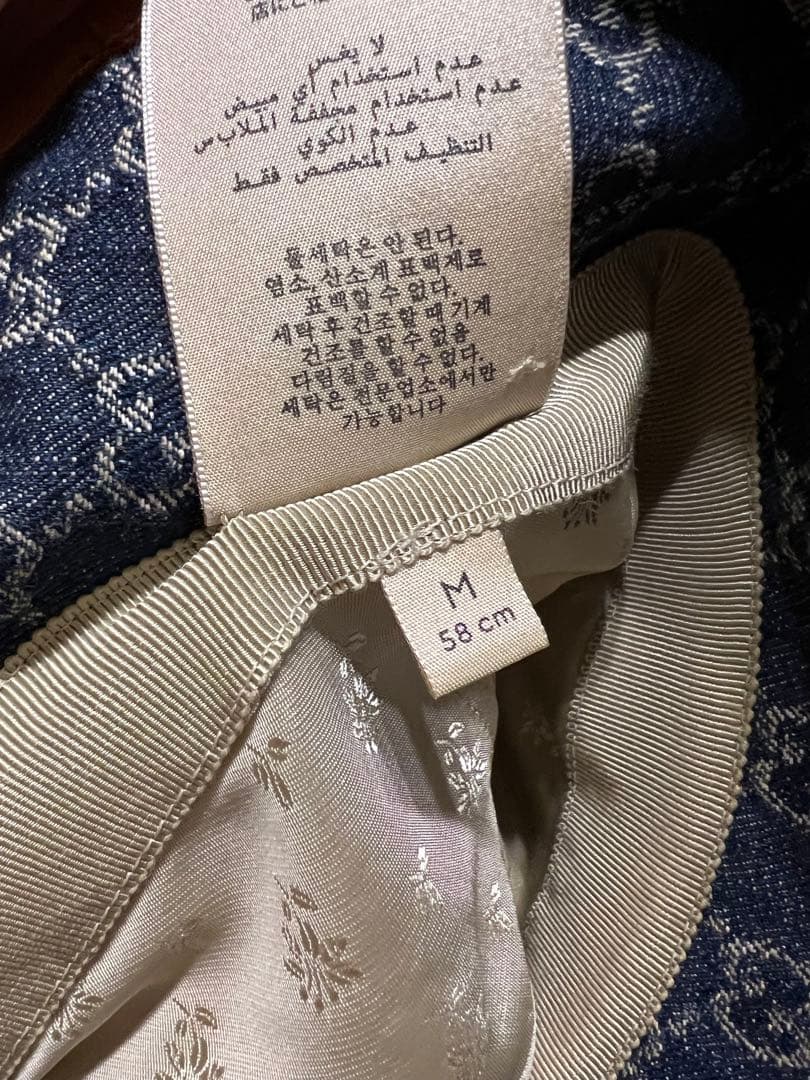 لا يغسل
عدم استخدام أي مبيض
عدم استخدام مجففة الملابس
عدم الكوي
التنظيف المتخصص فقط
물세탁은 안 된다.
염소, 산소계 표백제로
표백할 수 없다.
세탁 후 건조할 때 기계
건조를 할 수 없음
다림질을 할 수 없다.
세탁은 전문업소에서만
가능합니다
M
58 cm